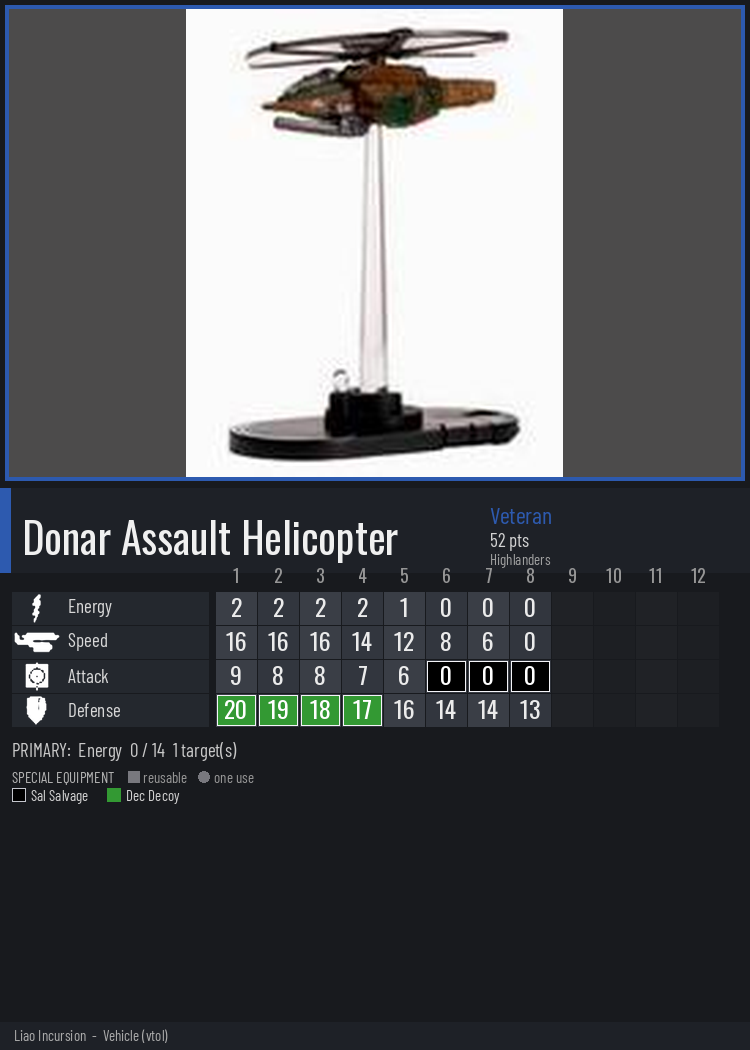 Donar Assault Helicopter
Veteran
52 pts
Highlanders
1 2 3 4 5 6 7 8 9 10 11 12
Energy 2 2 2 2 1 0 0 0
Speed 16 16 16 14 12 8 6 0
Attack 9 8 8 7 6 0 0 0
Defense 20 19 18 17 16 14 14 13
PRIMARY: Energy 0 / 14 1 target(s)
SPECIAL EQUIPMENT reusable one use
Sal Salvage Dec Decoy
Liao Incursion - Vehicle (vtol)